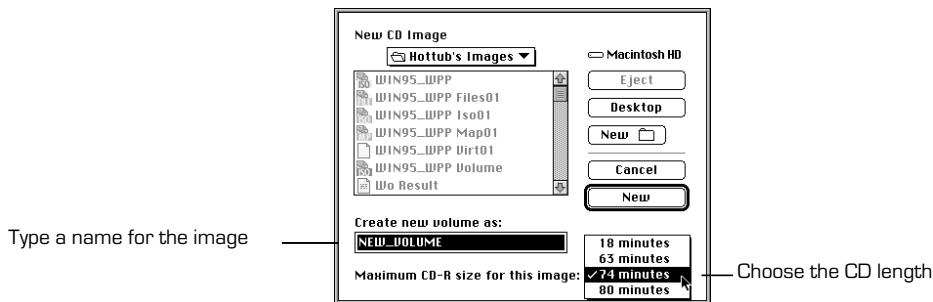 New CD Image
Hottub's Images
Macintosh HD
WIN95_WPP
WIN95_WPP Files01
WIN95_WPP Iso01
WIN95_WPP Map01
WIN95_WPP Virt01
WIN95_WPP Volume
Wo Result
Eject
Desktop
New
Cancel
New
Create new volume as:
NEW_VOLUME
Type a name for the image
Maximum CD-R size for this image:
18 minutes
63 minutes
✓74 minutes
80 minutes
Choose the CD length